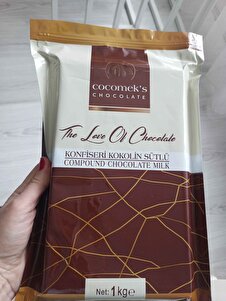 cocomek's
CHOCOLATE
The Love Of Chocolate
KONFİSERİ KOKOLİN SÜTLÜ
COMPOUND CHOCOLATE MILK
Net: 1kg e